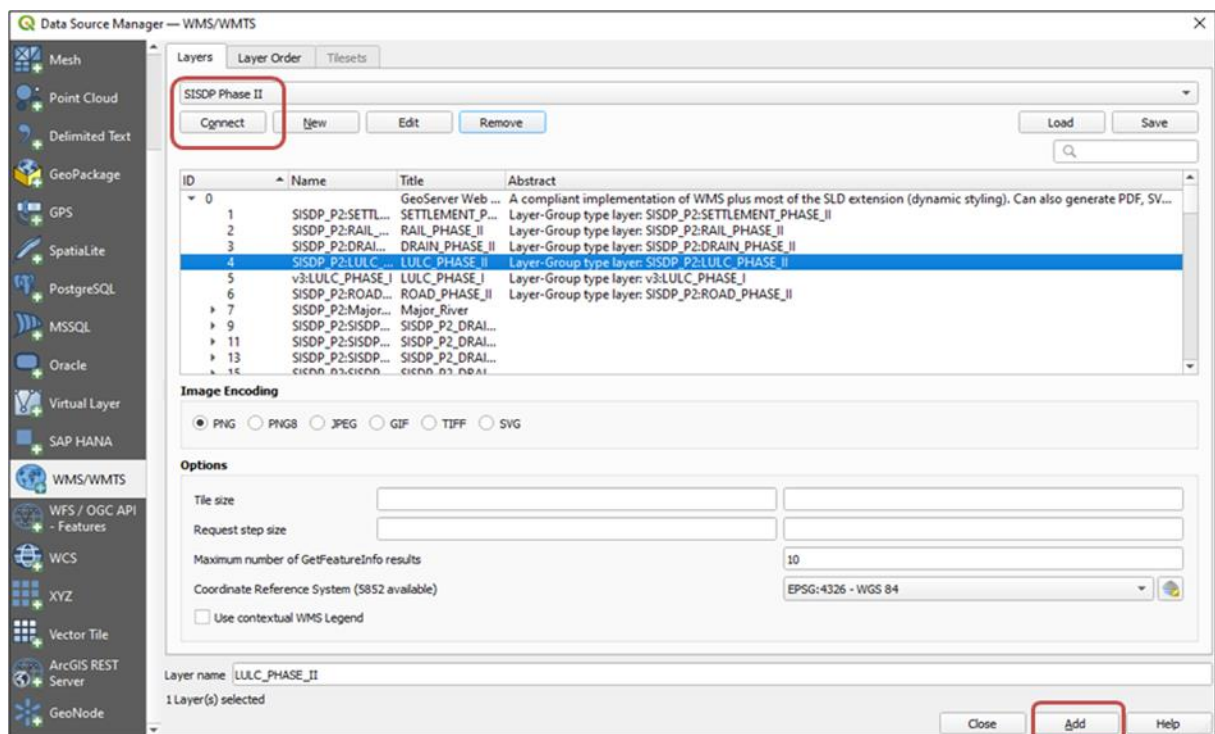 Data Source Manager — WMS/WMTS
Mesh
Point Cloud
Delimited Text
GeoPackage
GPS
SpatiaLite
PostgreSQL
MSSQL
Oracle
Virtual Layer
SAP HANA
WMS/WMTS
WFS / OGC API
- Features
WCS
XYZ
Vector Tile
ArcGIS REST
Server
GeoNode
Layers Layer Order Tilesets
SISDP Phase II
Connect New Edit Remove Load Save
ID Name Title Abstract
0 GeoServer Web ... A compliant implementation of WMS plus most of the SLD extension (dynamic styling). Can also generate PDF, SV...
1 SISDP_P2:SETTL... SETTLEMENT_P... Layer-Group type layer: SISDP_P2:SETTLEMENT_PHASE_II
2 SISDP_P2:RAIL_... RAIL_PHASE_II Layer-Group type layer: SISDP_P2:RAIL_PHASE_II
3 SISDP_P2:DRAI... DRAIN_PHASE_II Layer-Group type layer: SISDP_P2:DRAIN_PHASE_II
4 SISDP_P2:LULC_... LULC_PHASE_II Layer-Group type layer: SISDP_P2:LULC_PHASE_II
5 v3:LULC_PHASE_I LULC_PHASE_I Layer-Group type layer: v3:LULC_PHASE_I
6 SISDP_P2:ROAD... ROAD_PHASE_II Layer-Group type layer: SISDP_P2:ROAD_PHASE_II
7 SISDP_P2:Major... Major_River
9 SISDP_P2:SISDP... SISDP_P2_DRAI...
11 SISDP_P2:SISDP... SISDP_P2_DRAI...
13 SISDP_P2:SISDP... SISDP_P2_DRAI...
15 SISDP_P2:SISDP... SISDP_P2_DRAI...
Image Encoding
PNG PNG8 JPEG GIF TIFF SVG
Options
Tile size
Request step size
Maximum number of GetFeatureInfo results 10
Coordinate Reference System (5852 available) EPSG:4326 - WGS 84
Use contextual WMS Legend
Layer name LULC_PHASE_II
1 Layer(s) selected
Close Add Help